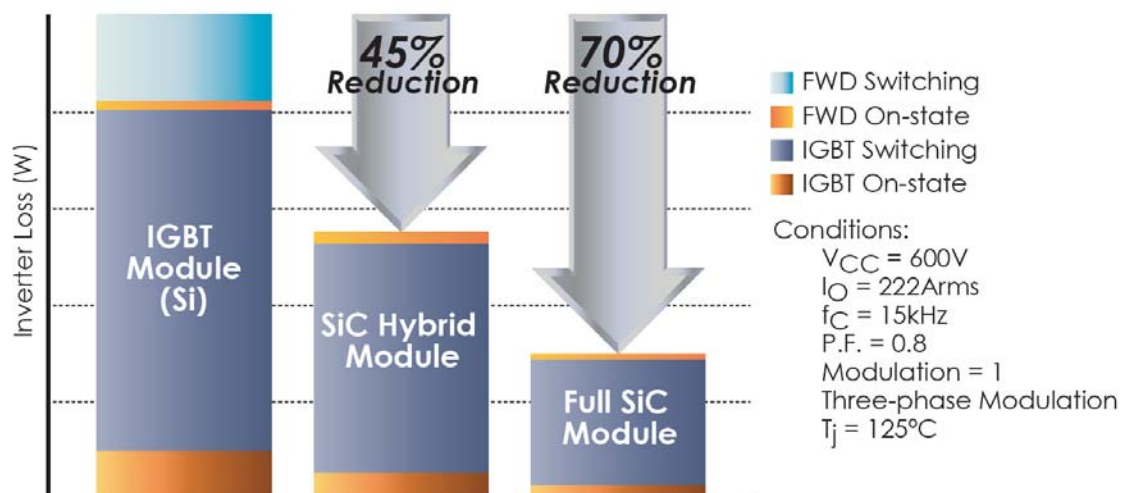 Inverter Loss (W)
IGBT
Module
(Si)
45%
Reduction
SiC Hybrid
Module
70%
Reduction
Full SiC
Module
FWD Switching
FWD On-state
IGBT Switching
IGBT On-state
Conditions:
VCC = 600V
IO = 222Arms
fC = 15kHz
P.F. = 0.8
Modulation = 1
Three-phase Modulation
Tj = 125°C